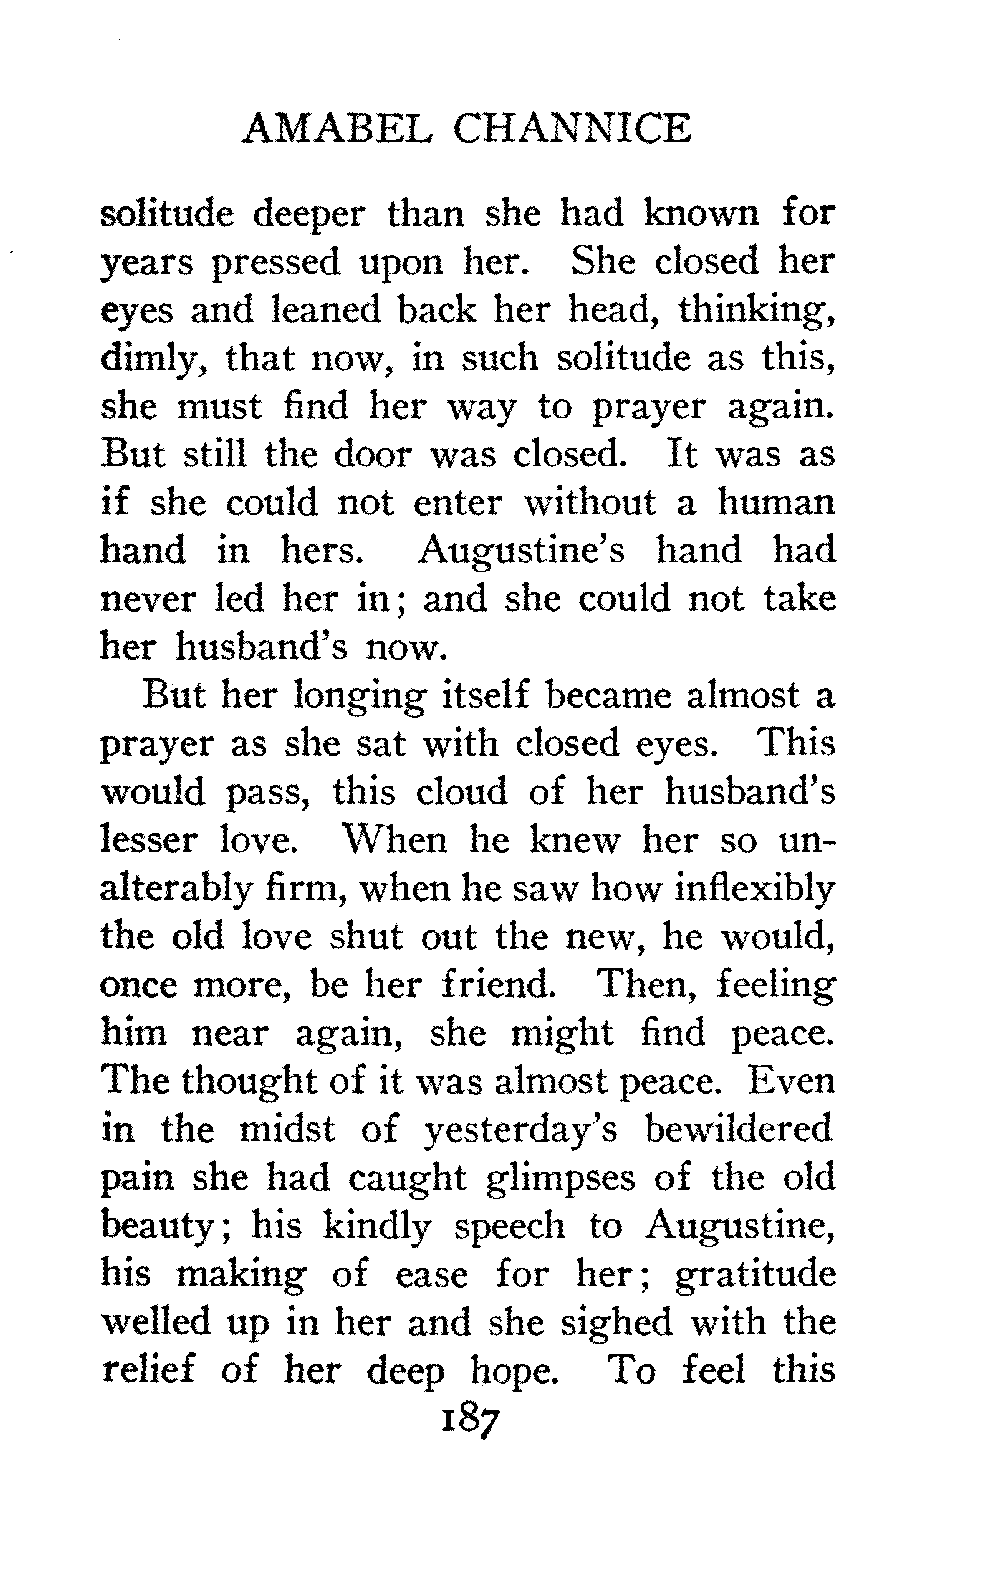 AMABEL CHANNICE
solitude deeper than she had known for
years pressed upon her. She closed her
eyes and leaned back her head, thinking,
dimly, that now, in such solitude as this,
she must find her way to prayer again.
But still the door was closed. It was as
if she could not enter without a human
hand in hers. Augustine's hand had
never led her in; and she could not take
her husband's now.
But her longing itself became almost a
prayer as she sat with closed eyes. This
would pass, this cloud of her husband's
lesser love. When he knew her so un-
alterably firm, when he saw how inflexibly
the old love shut out the new, he would,
once more, be her friend. Then, feeling
him near again, she might find peace.
The thought of it was almost peace. Even
in the midst of yesterday's bewildered
pain she had caught glimpses of the old
beauty; his kindly speech to Augustine,
his making of ease for her; gratitude
welled up in her and she sighed with the
relief of her deep hope. To feel this
187